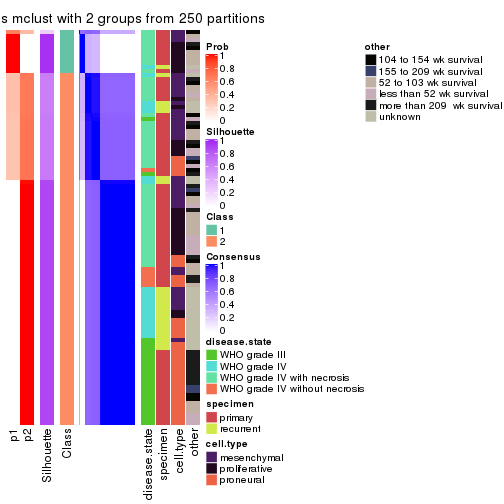 s mclust with 2 groups from 250 partitions
Prob
1
0.8
0.6
0.4
0.2
0
Silhouette
1
0.8
0.6
0.4
0.2
0
Class
1
2
Consensus
1
0.8
0.6
0.4
0.2
0
disease.state
WHO grade III
WHO grade IV
WHO grade IV with necrosis
WHO grade IV without necrosis
specimen
primary
recurrent
cell.type
mesenchymal
proliferative
proneural
other
104 to 154 wk survival
155 to 209 wk survival
52 to 103 wk survival
less than 52 wk survival
more than 209 wk survival
unknown
p1
p2
Silhouette
Class
disease.state
specimen
cell.type
other